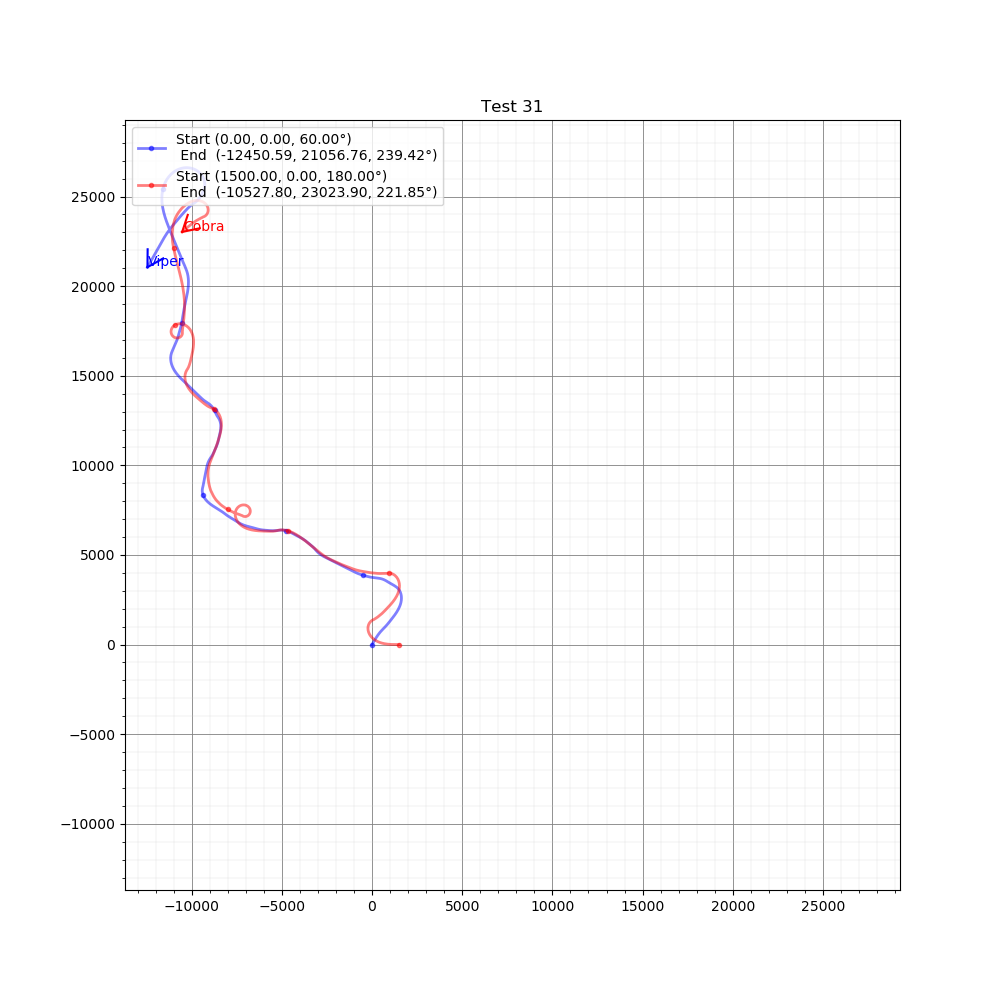 Test 31
Start (0.00, 0.00, 60.00°)
End  (-12450.59, 21056.76, 239.42°)
Start (1500.00, 0.00, 180.00°)
End  (-10527.80, 23023.90, 221.85°)
25000
Cobra
Viper
20000
15000
10000
5000
0
−5000
−10000
−10000 −5000 0 5000 10000 15000 20000 25000